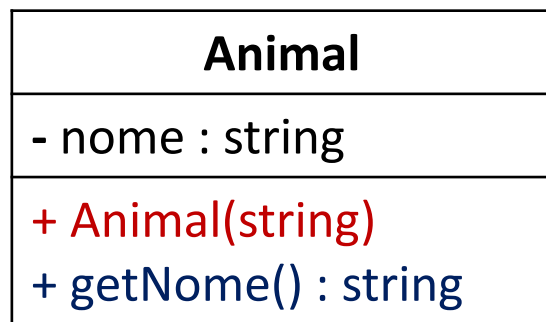 Animal
- nome : string
+ Animal(string)
+ getNome() : string